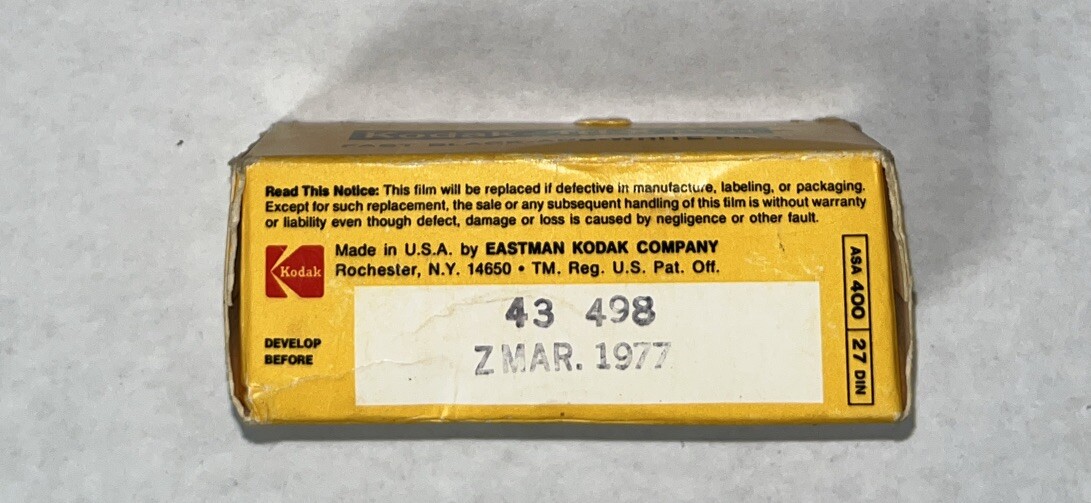 Kodak
FAST BLACK
Read This Notice: This film will be replaced if defective in manufacture, labeling, or packaging.
Except for such replacement, the sale or any subsequent handling of this film is without warranty
or liability even though defect, damage or loss is caused by negligence or other fault.
Kodak
Made in U.S.A. by EASTMAN KODAK COMPANY
Rochester, N.Y. 14650 • TM. Reg. U.S. Pat. Off.
43 498
DEVELOP
BEFORE
Z MAR. 1977
ASA 400 27 DIN